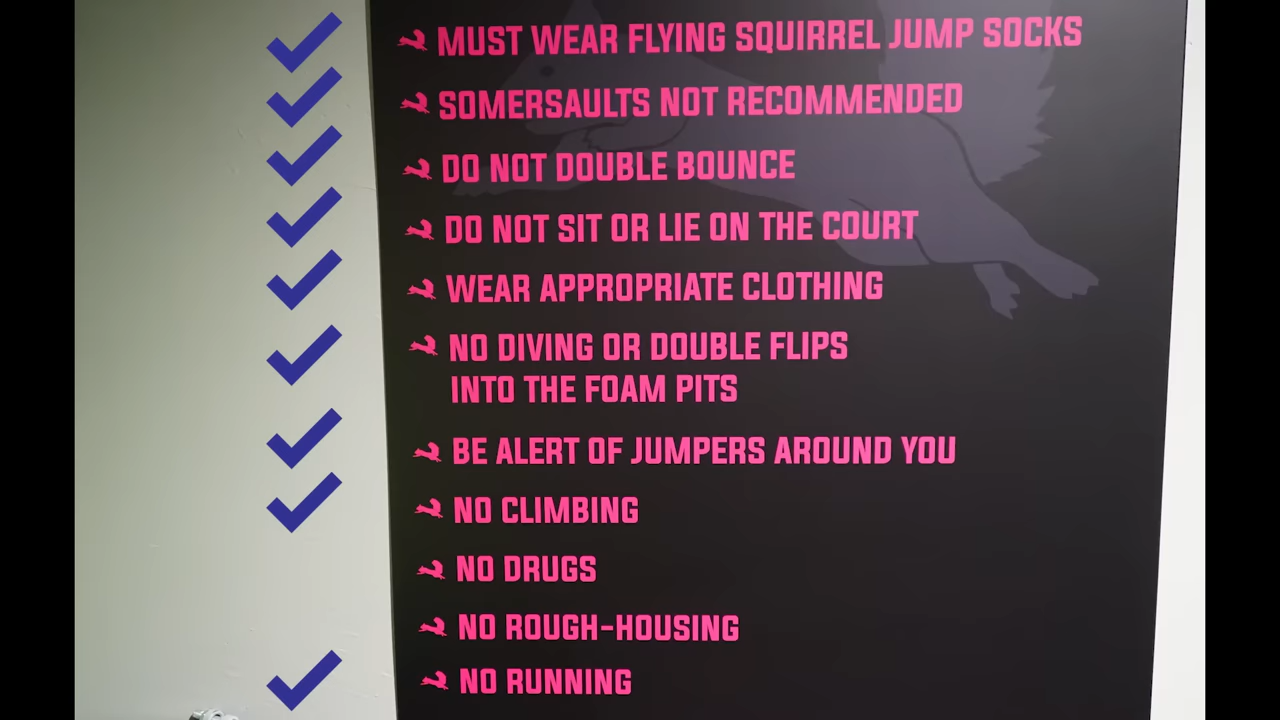 MUST WEAR FLYING SQUIRREL JUMP SOCKS
SOMERSAULTS NOT RECOMMENDED
DO NOT DOUBLE BOUNCE
DO NOT SIT OR LIE ON THE COURT
WEAR APPROPRIATE CLOTHING
NO DIVING OR DOUBLE FLIPS
INTO THE FOAM PITS
BE ALERT OF JUMPERS AROUND YOU
NO CLIMBING
NO DRUGS
NO ROUGH-HOUSING
NO RUNNING